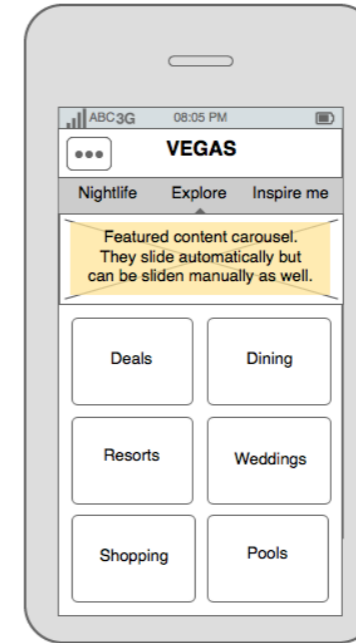 ABC3G 08:05 PM
VEGAS
Nightlife Explore Inspire me
Featured content carousel.
They slide automatically but
can be sliden manually as well.
Deals Dining
Resorts Weddings
Shopping Pools